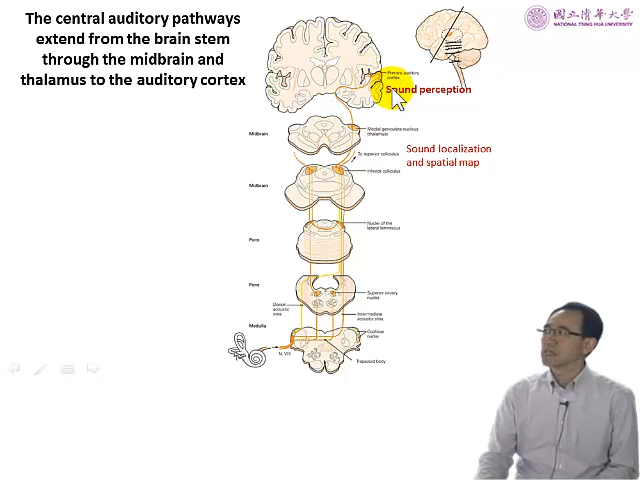 The central auditory pathways
extend from the brain stem
through the midbrain and
thalamus to the auditory cortex
國立清華大學
NATIONAL TSING HUA UNIVERSITY
Primary auditory
cortex
Sound perception
Midbrain
Medial geniculate nucleus
(thalamus)
To superior colliculus
Sound localization
and spatial map
Midbrain
Inferior colliculus
Nuclei of the
lateral lemniscus
Pons
Pons
Superior olivary
nucleus
Dorsal
acoustic
stria
Intermediate
acoustic stria
Medulla
Cochlear
nucleus
N. VIII
Trapezoid body